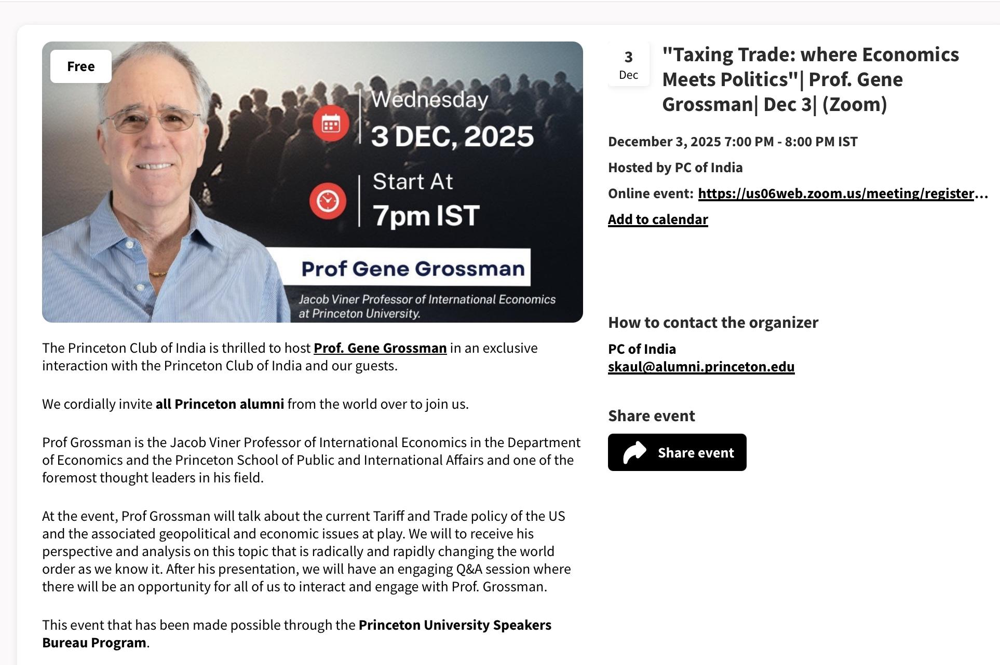 Free
Wednesday
3 DEC, 2025
Start At
7pm IST
Prof Gene Grossman
Jacob Viner Professor of International Economics
at Princeton University.
The Princeton Club of India is thrilled to host Prof. Gene Grossman in an exclusive
interaction with the Princeton Club of India and our guests.
We cordially invite all Princeton alumni from the world over to join us.
Prof Grossman is the Jacob Viner Professor of International Economics in the Department
of Economics and the Princeton School of Public and International Affairs and one of the
foremost thought leaders in his field.
At the event, Prof Grossman will talk about the current Tariff and Trade policy of the US
and the associated geopolitical and economic issues at play. We will to receive his
perspective and analysis on this topic that is radically and rapidly changing the world
order as we know it. After his presentation, we will have an engaging Q&A session where
there will be an opportunity for all of us to interact and engage with Prof. Grossman.
This event that has been made possible through the Princeton University Speakers
Bureau Program.
3
Dec
"Taxing Trade: where Economics
Meets Politics"| Prof. Gene
Grossman| Dec 3| (Zoom)
December 3, 2025 7:00 PM - 8:00 PM IST
Hosted by PC of India
Online event: https://us06web.zoom.us/meeting/register...
Add to calendar
How to contact the organizer
PC of India
skaul@alumni.princeton.edu
Share event
Share event